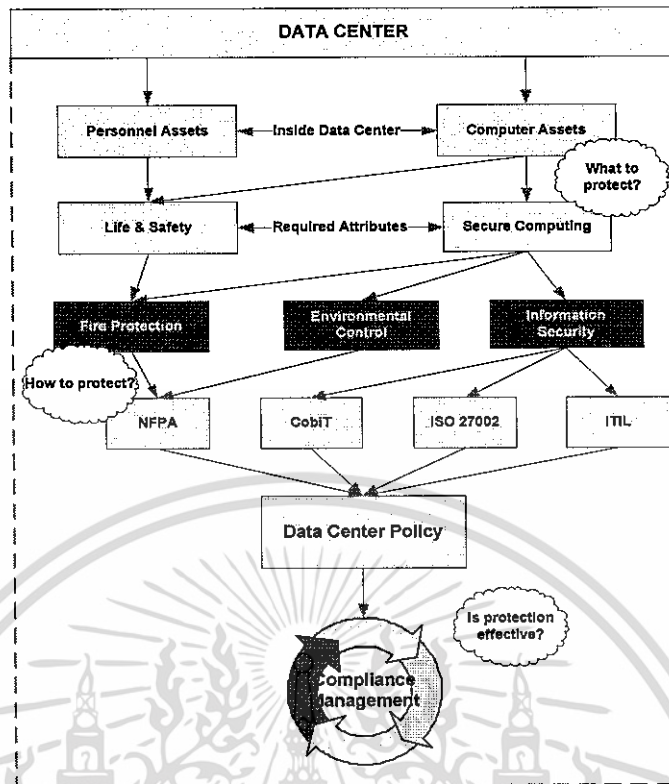 DATA CENTER
Personnel Assets
Inside Data Center
Computer Assets
What to
protect?
Life & Safety
Required Attributes
Secure Computing
Fire Protection
Environmental
Control
Information
Security
How to protect?
NFPA
CobiT
ISO 27002
ITIL
Data Center Policy
Is protection
effective?
Compliance
Management